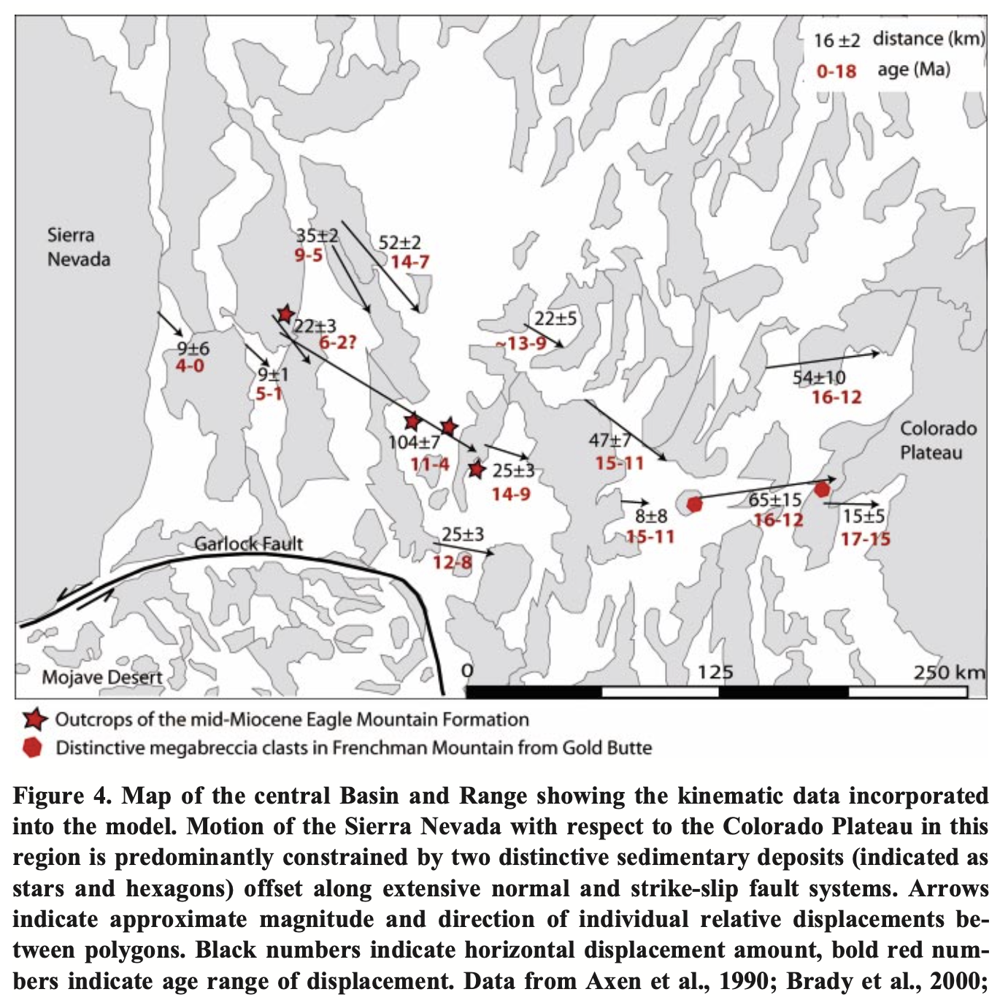 16 ±2 distance (km)
0-18 age (Ma)
Sierra
Nevada
35±2
9-5
52±2
14-7
22±5
~13-9
22±3
6-2?
9±6
4-0
9±1
5-1
54±10
16-12
Colorado
Plateau
104±7
11-4
47±7
15-11
25±3
14-9
65±15
16-12
8±8
15-11
15±5
17-15
25±3
12-8
Garlock Fault
Mojave Desert
0 125 250 km
Outcrops of the mid-Miocene Eagle Mountain Formation
Distinctive megabreccia clasts in Frenchman Mountain from Gold Butte
Figure 4. Map of the central Basin and Range showing the kinematic data incorporated
into the model. Motion of the Sierra Nevada with respect to the Colorado Plateau in this
region is predominantly constrained by two distinctive sedimentary deposits (indicated as
stars and hexagons) offset along extensive normal and strike-slip fault systems. Arrows
indicate approximate magnitude and direction of individual relative displacements be-
tween polygons. Black numbers indicate horizontal displacement amount, bold red num-
bers indicate age range of displacement. Data from Axen et al., 1990; Brady et al., 2000;